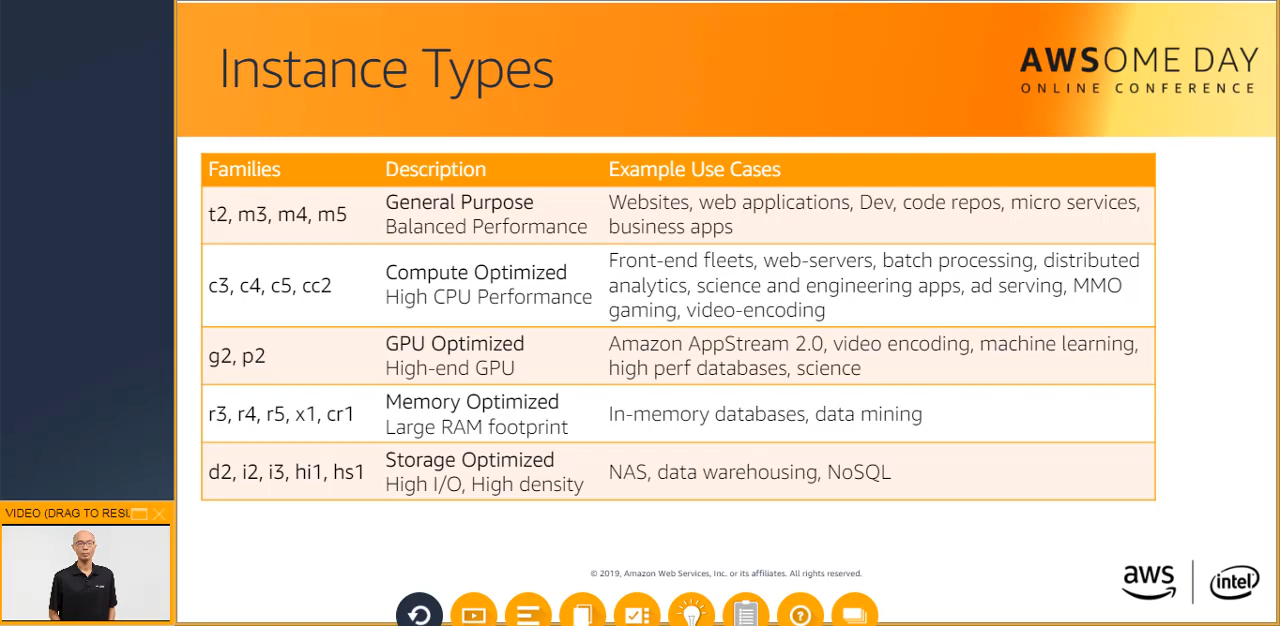 Instance Types
AWSOME DAY
ONLINE CONFERENCE
Families Description Example Use Cases
t2, m3, m4, m5
General Purpose
Balanced Performance
Websites, web applications, Dev, code repos, micro services,
business apps
c3, c4, c5, cc2
Compute Optimized
High CPU Performance
Front-end fleets, web-servers, batch processing, distributed
analytics, science and engineering apps, ad serving, MMO
gaming, video-encoding
g2, p2
GPU Optimized
High-end GPU
Amazon AppStream 2.0, video encoding, machine learning,
high perf databases, science
r3, r4, r5, x1, cr1
Memory Optimized
Large RAM footprint
In-memory databases, data mining
d2, i2, i3, hi1, hs1
Storage Optimized
High I/O, High density
NAS, data warehousing, NoSQL
VIDEO (DRAG TO RESI
© 2019, Amazon Web Services, Inc. or its affiliates. All rights reserved.
aws
intel